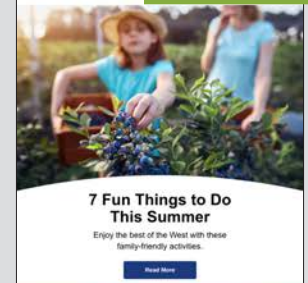 7 Fun Things to Do
This Summer
Enjoy the best of the West with these
family-friendly activities.
Read More